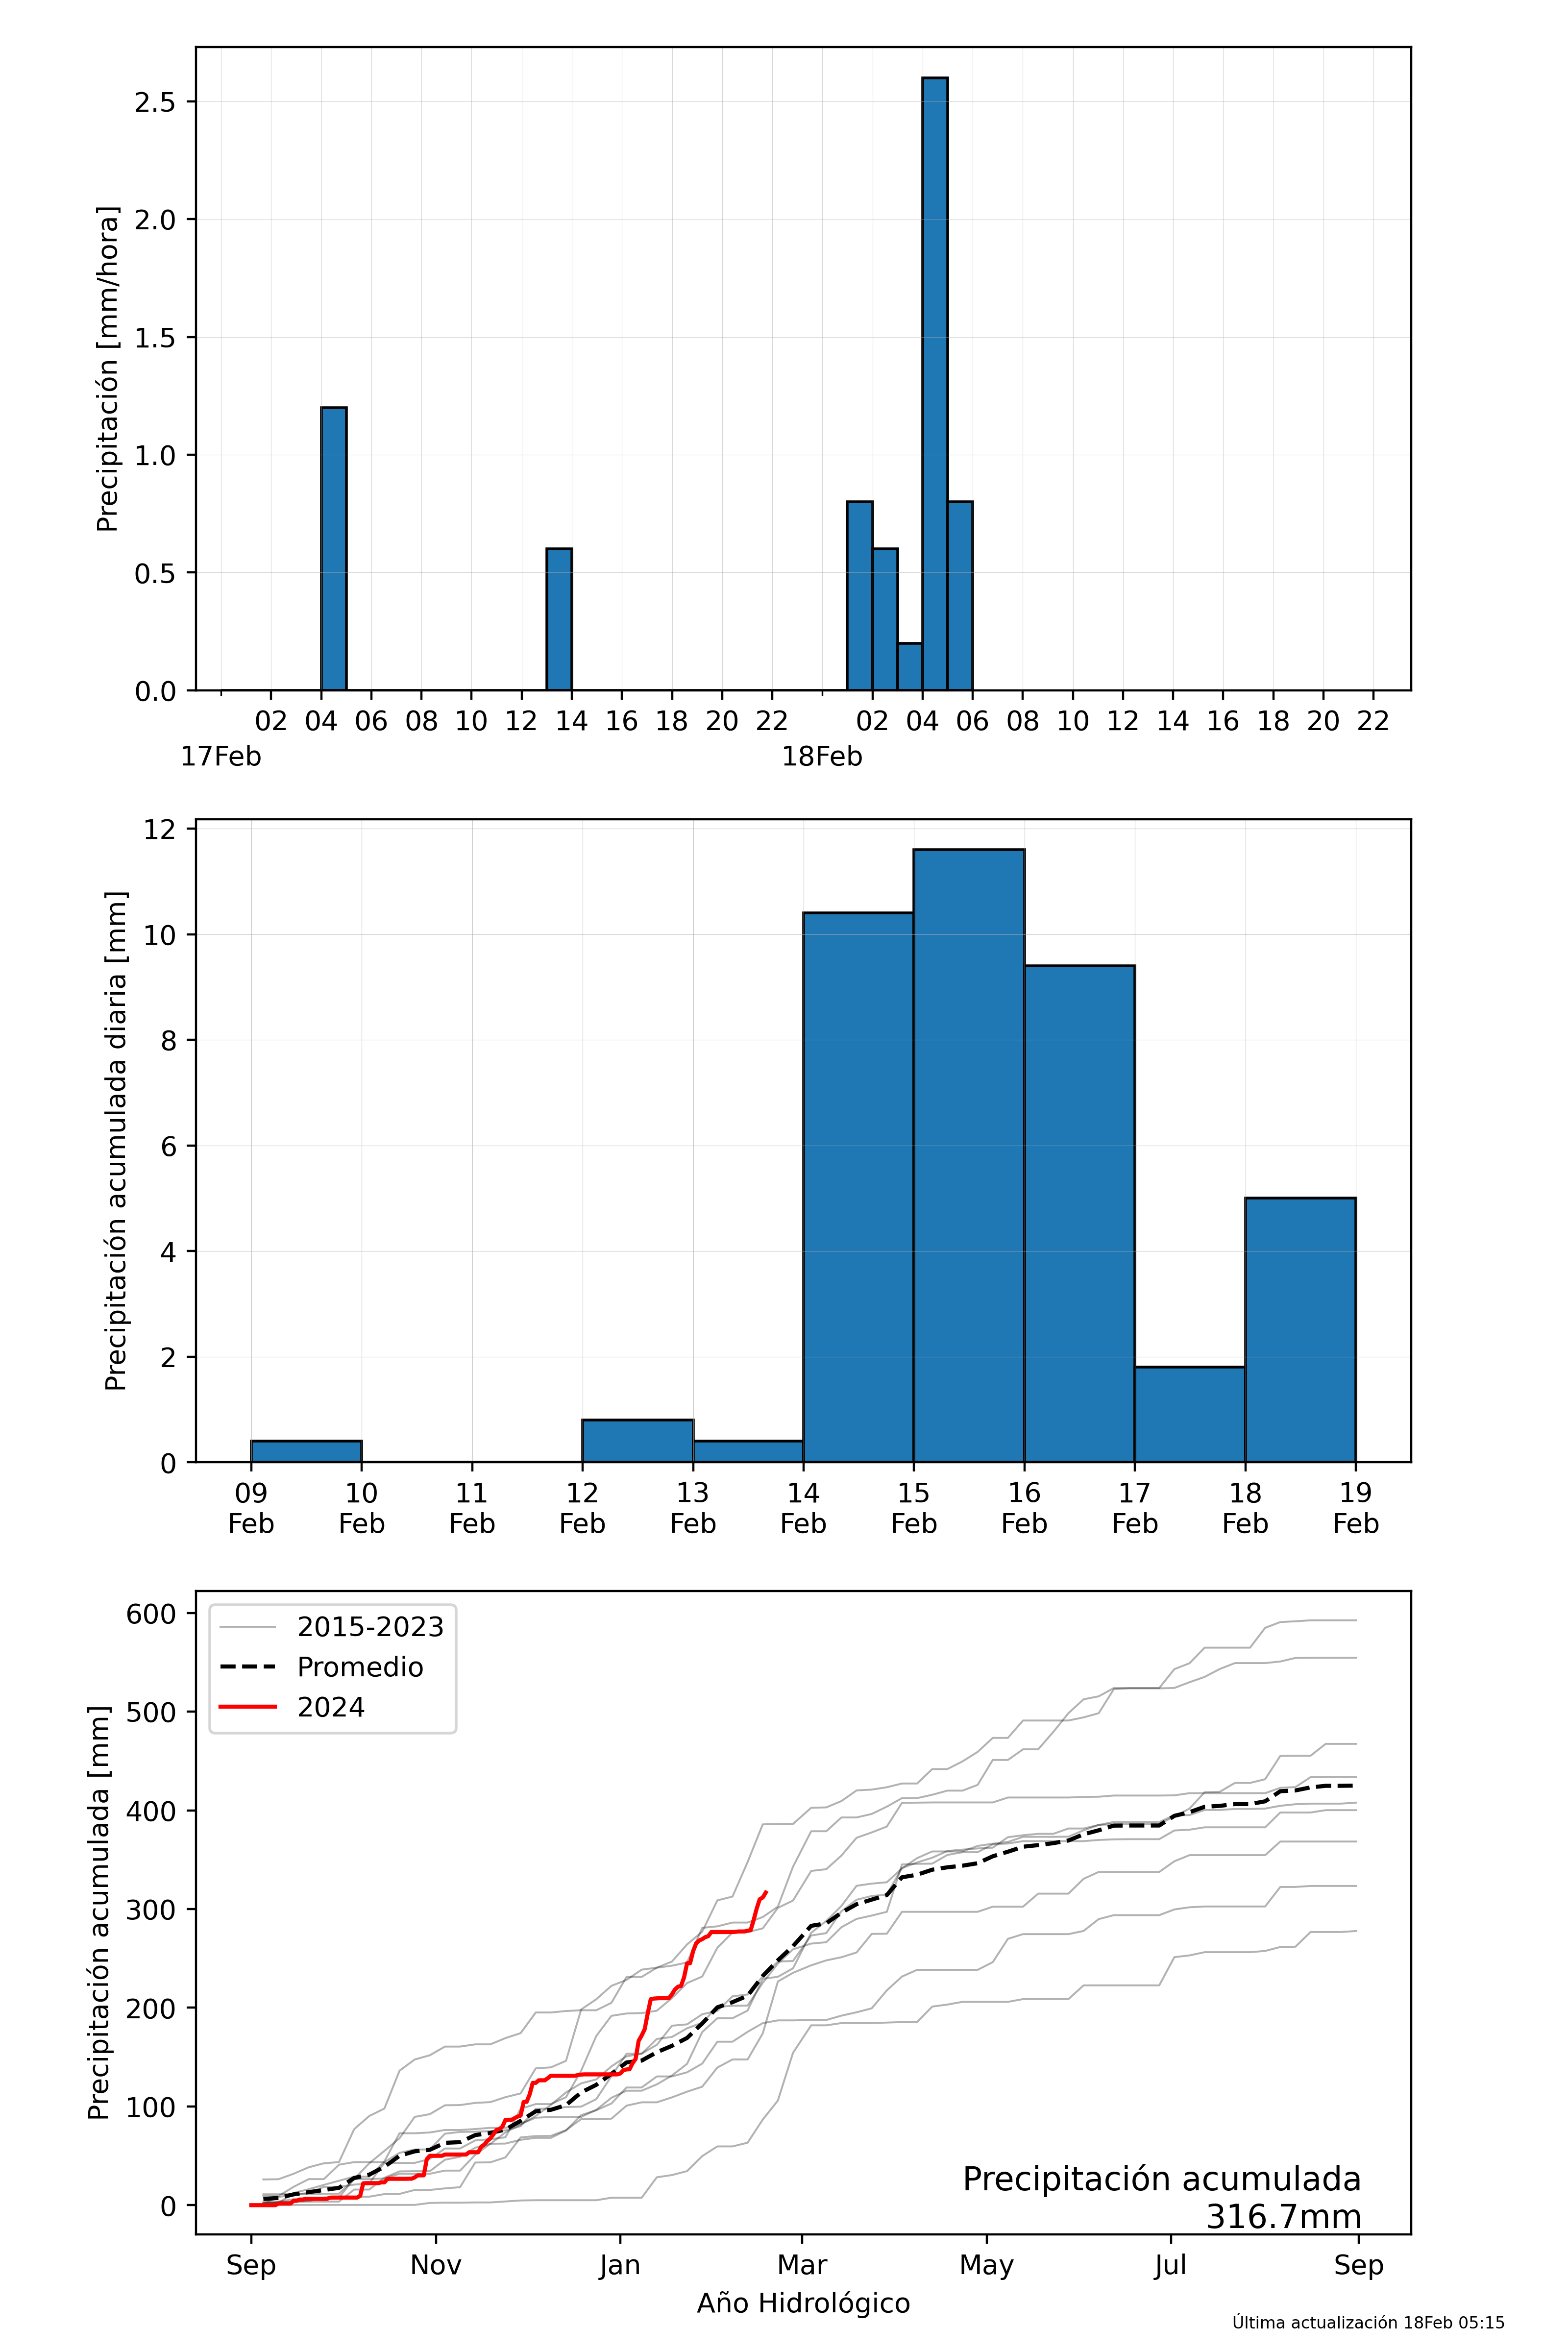 2.5
2.0
1.5
1.0
0.5
0.0
Precipitación [mm/hora]
02 04 06 08 10 12 14 16 18 20 22 02 04 06 08 10 12 14 16 18 20 22
17Feb 18Feb
12
10
8
6
4
2
0
Precipitación acumulada diaria [mm]
09 10 11 12 13 14 15 16 17 18 19
Feb Feb Feb Feb Feb Feb Feb Feb Feb Feb Feb
600
500
400
300
200
100
0
Precipitación acumulada [mm]
2015-2023
Promedio
2024
Precipitación acumulada
316.7mm
Sep Nov Jan Mar May Jul Sep
Año Hidrológico
Última actualización 18Feb 05:15